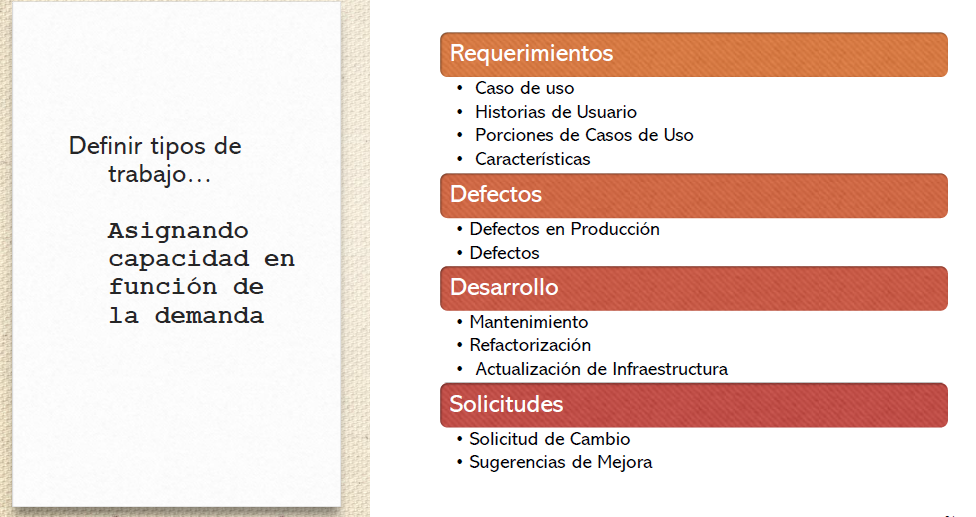 Definir tipos de
trabajo...
Asignando
capacidad en
función de
la demanda
Requerimientos
• Caso de uso
• Historias de Usuario
• Porciones de Casos de Uso
• Características
Defectos
• Defectos en Producción
• Defectos
Desarrollo
• Mantenimiento
• Refactorización
• Actualización de Infraestructura
Solicitudes
• Solicitud de Cambio
• Sugerencias de Mejora